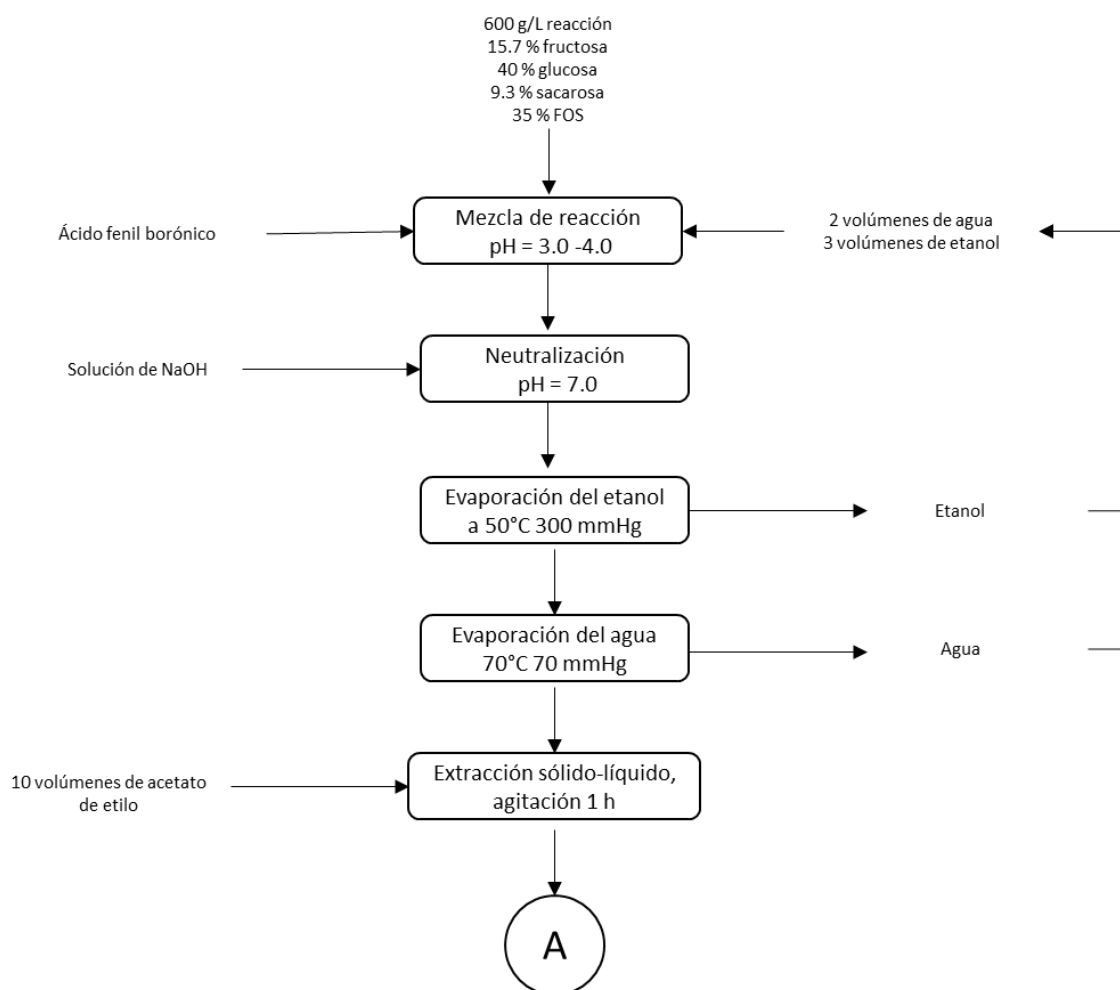 600 g/L reacción
15.7 % fructosa
40 % glucosa
9.3 % sacarosa
35 % FOS
Ácido fenil borónico
Mezcla de reacción
pH = 3.0 -4.0
2 volúmenes de agua
3 volúmenes de etanol
Solución de NaOH
Neutralización
pH = 7.0
Evaporación del etanol
a 50°C 300 mmHg
Etanol
Evaporación del agua
70°C 70 mmHg
Agua
10 volúmenes de acetato
de etilo
Extracción sólido-líquido,
agitación 1 h
A